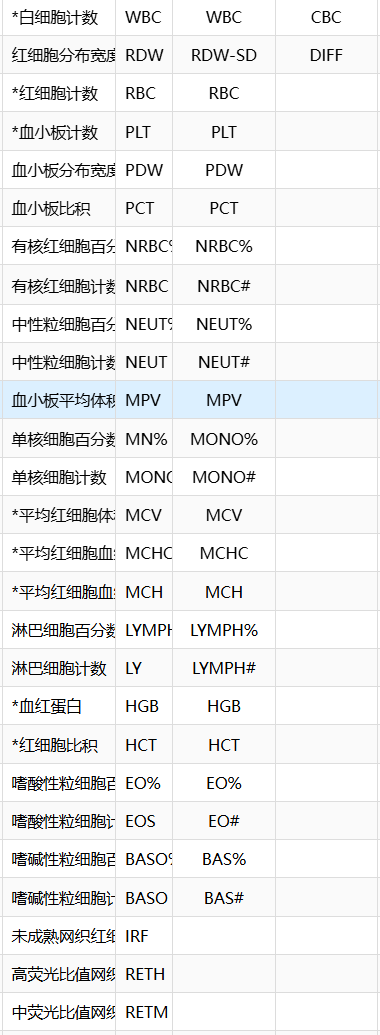 *白细胞计数 WBC WBC CBC
红细胞分布宽度 RDW RDW-SD DIFF
*红细胞计数 RBC RBC
*血小板计数 PLT PLT
血小板分布宽度 PDW PDW
血小板比积 PCT PCT
有核红细胞百分 NRBC% NRBC%
有核红细胞计数 NRBC NRBC#
中性粒细胞百分 NEUT% NEUT%
中性粒细胞计数 NEUT NEUT#
血小板平均体积 MPV MPV
单核细胞百分数 MN% MONO%
单核细胞计数 MONO MONO#
*平均红细胞体 MCV MCV
*平均红细胞血 MCHC MCHC
*平均红细胞血 MCH MCH
淋巴细胞百分数 LYMPH LYMPH%
淋巴细胞计数 LY LYMPH#
*血红蛋白 HGB HGB
*红细胞比积 HCT HCT
嗜酸性粒细胞百 EO% EO%
嗜酸性粒细胞计 EOS EO#
嗜碱性粒细胞百 BASO% BAS%
嗜碱性粒细胞计 BASO BAS#
未成熟网织红细 IRF
高荧光比值网织 RETH
中荧光比值网织 RETM